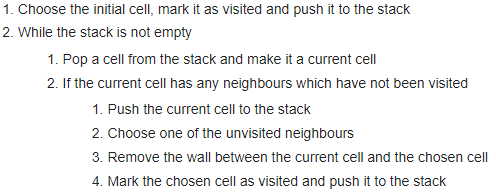 1. Choose the initial cell, mark it as visited and push it to the stack
2. While the stack is not empty
1. Pop a cell from the stack and make it a current cell
2. If the current cell has any neighbours which have not been visited
1. Push the current cell to the stack
2. Choose one of the unvisited neighbours
3. Remove the wall between the current cell and the chosen cell
4. Mark the chosen cell as visited and push it to the stack